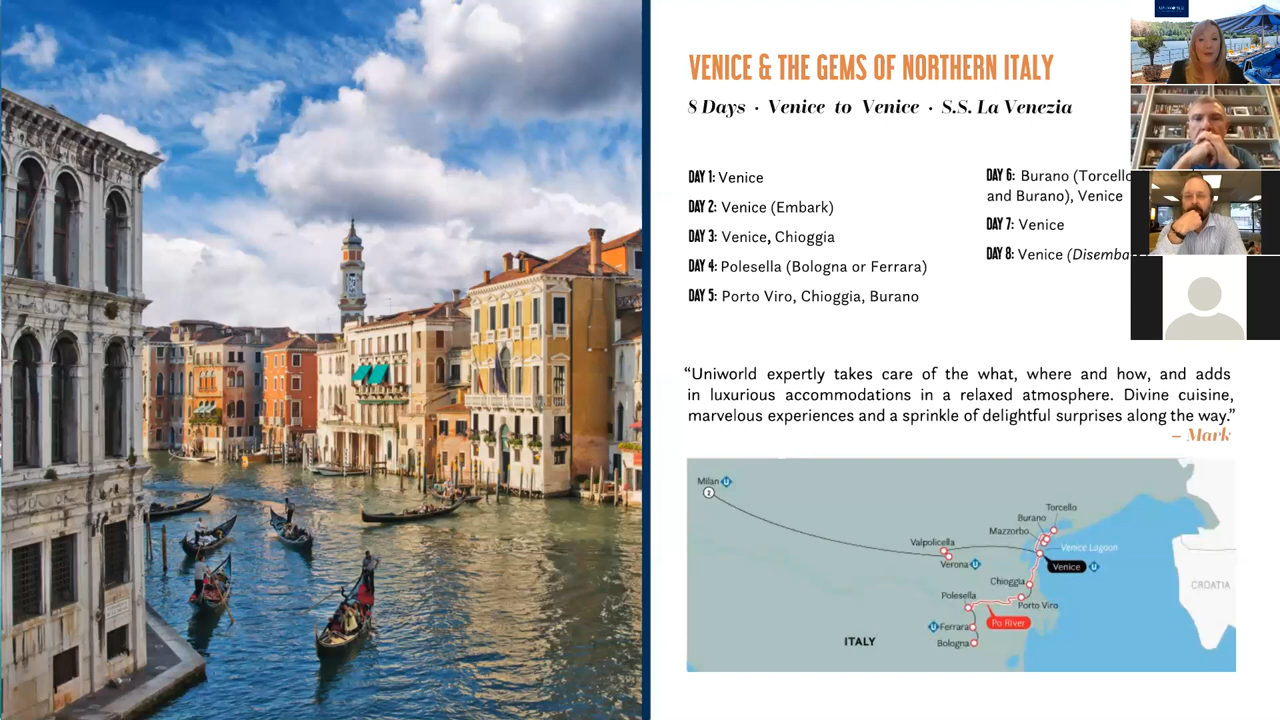 VENICE & THE GEMS OF NORTHERN ITALY
8 Days · Venice to Venice · S.S. La Venezia
DAY 1: Venice
DAY 2: Venice (Embark)
DAY 3: Venice, Chioggia
DAY 4: Polesella (Bologna or Ferrara)
DAY 5: Porto Viro, Chioggia, Burano
DAY 6: Burano (Torcello
and Burano), Venice
DAY 7: Venice
DAY 8: Venice (Disemba
“Uniworld expertly takes care of the what, where and how, and adds
in luxurious accommodations in a relaxed atmosphere. Divine cuisine,
marvelous experiences and a sprinkle of delightful surprises along the way.”
– Mark
Milan U
2
Torcello
Burano
Mazzorbo
Valpolicella
Venice Lagoon
Verona U
Venice U
Chioggia
CROATIA
Polesella
Porto Viro
Po River
U Ferrara
ITALY
Bologna